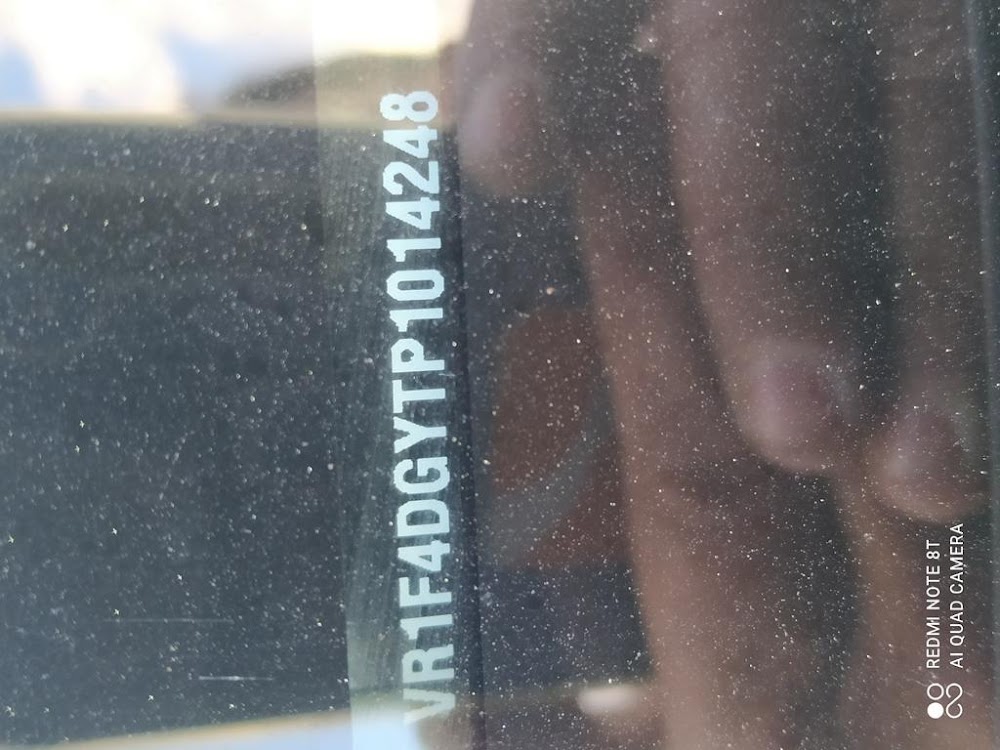 VR1F4DGYTP1014248
REDMI NOTE 8T
AI QUAD CAMERA